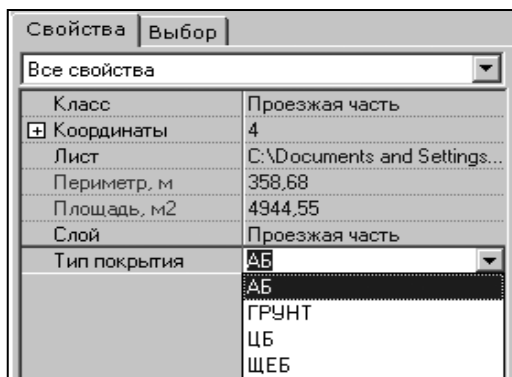 Свойства Выбор
Все свойства
Класс Проезжая часть
Координаты 4
Лист C:\Documents and Settings...
Периметр, м 358,68
Площадь, м2 4944,55
Слой Проезжая часть
Тип покрытия АБ
АБ
ГРУНТ
ЦБ
ЩЕБ